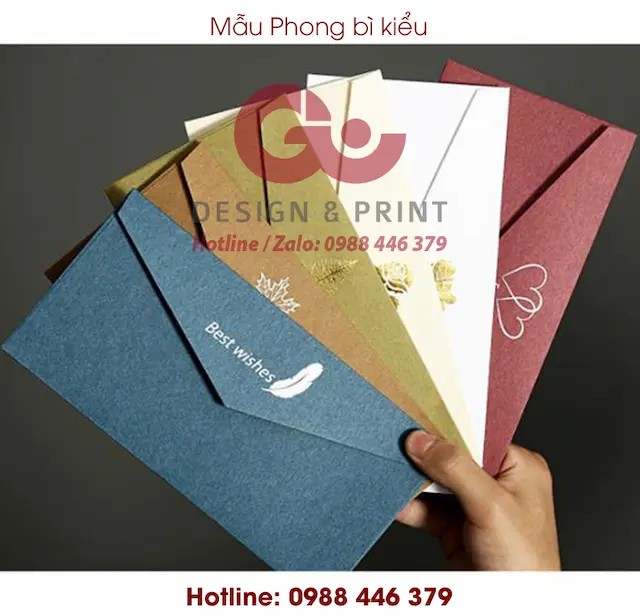 Mẫu Phong bì kiểu
DESIGN & PRINT
Hotline / Zalo: 0988 446 379
Best wishes
Hotline: 0988 446 379